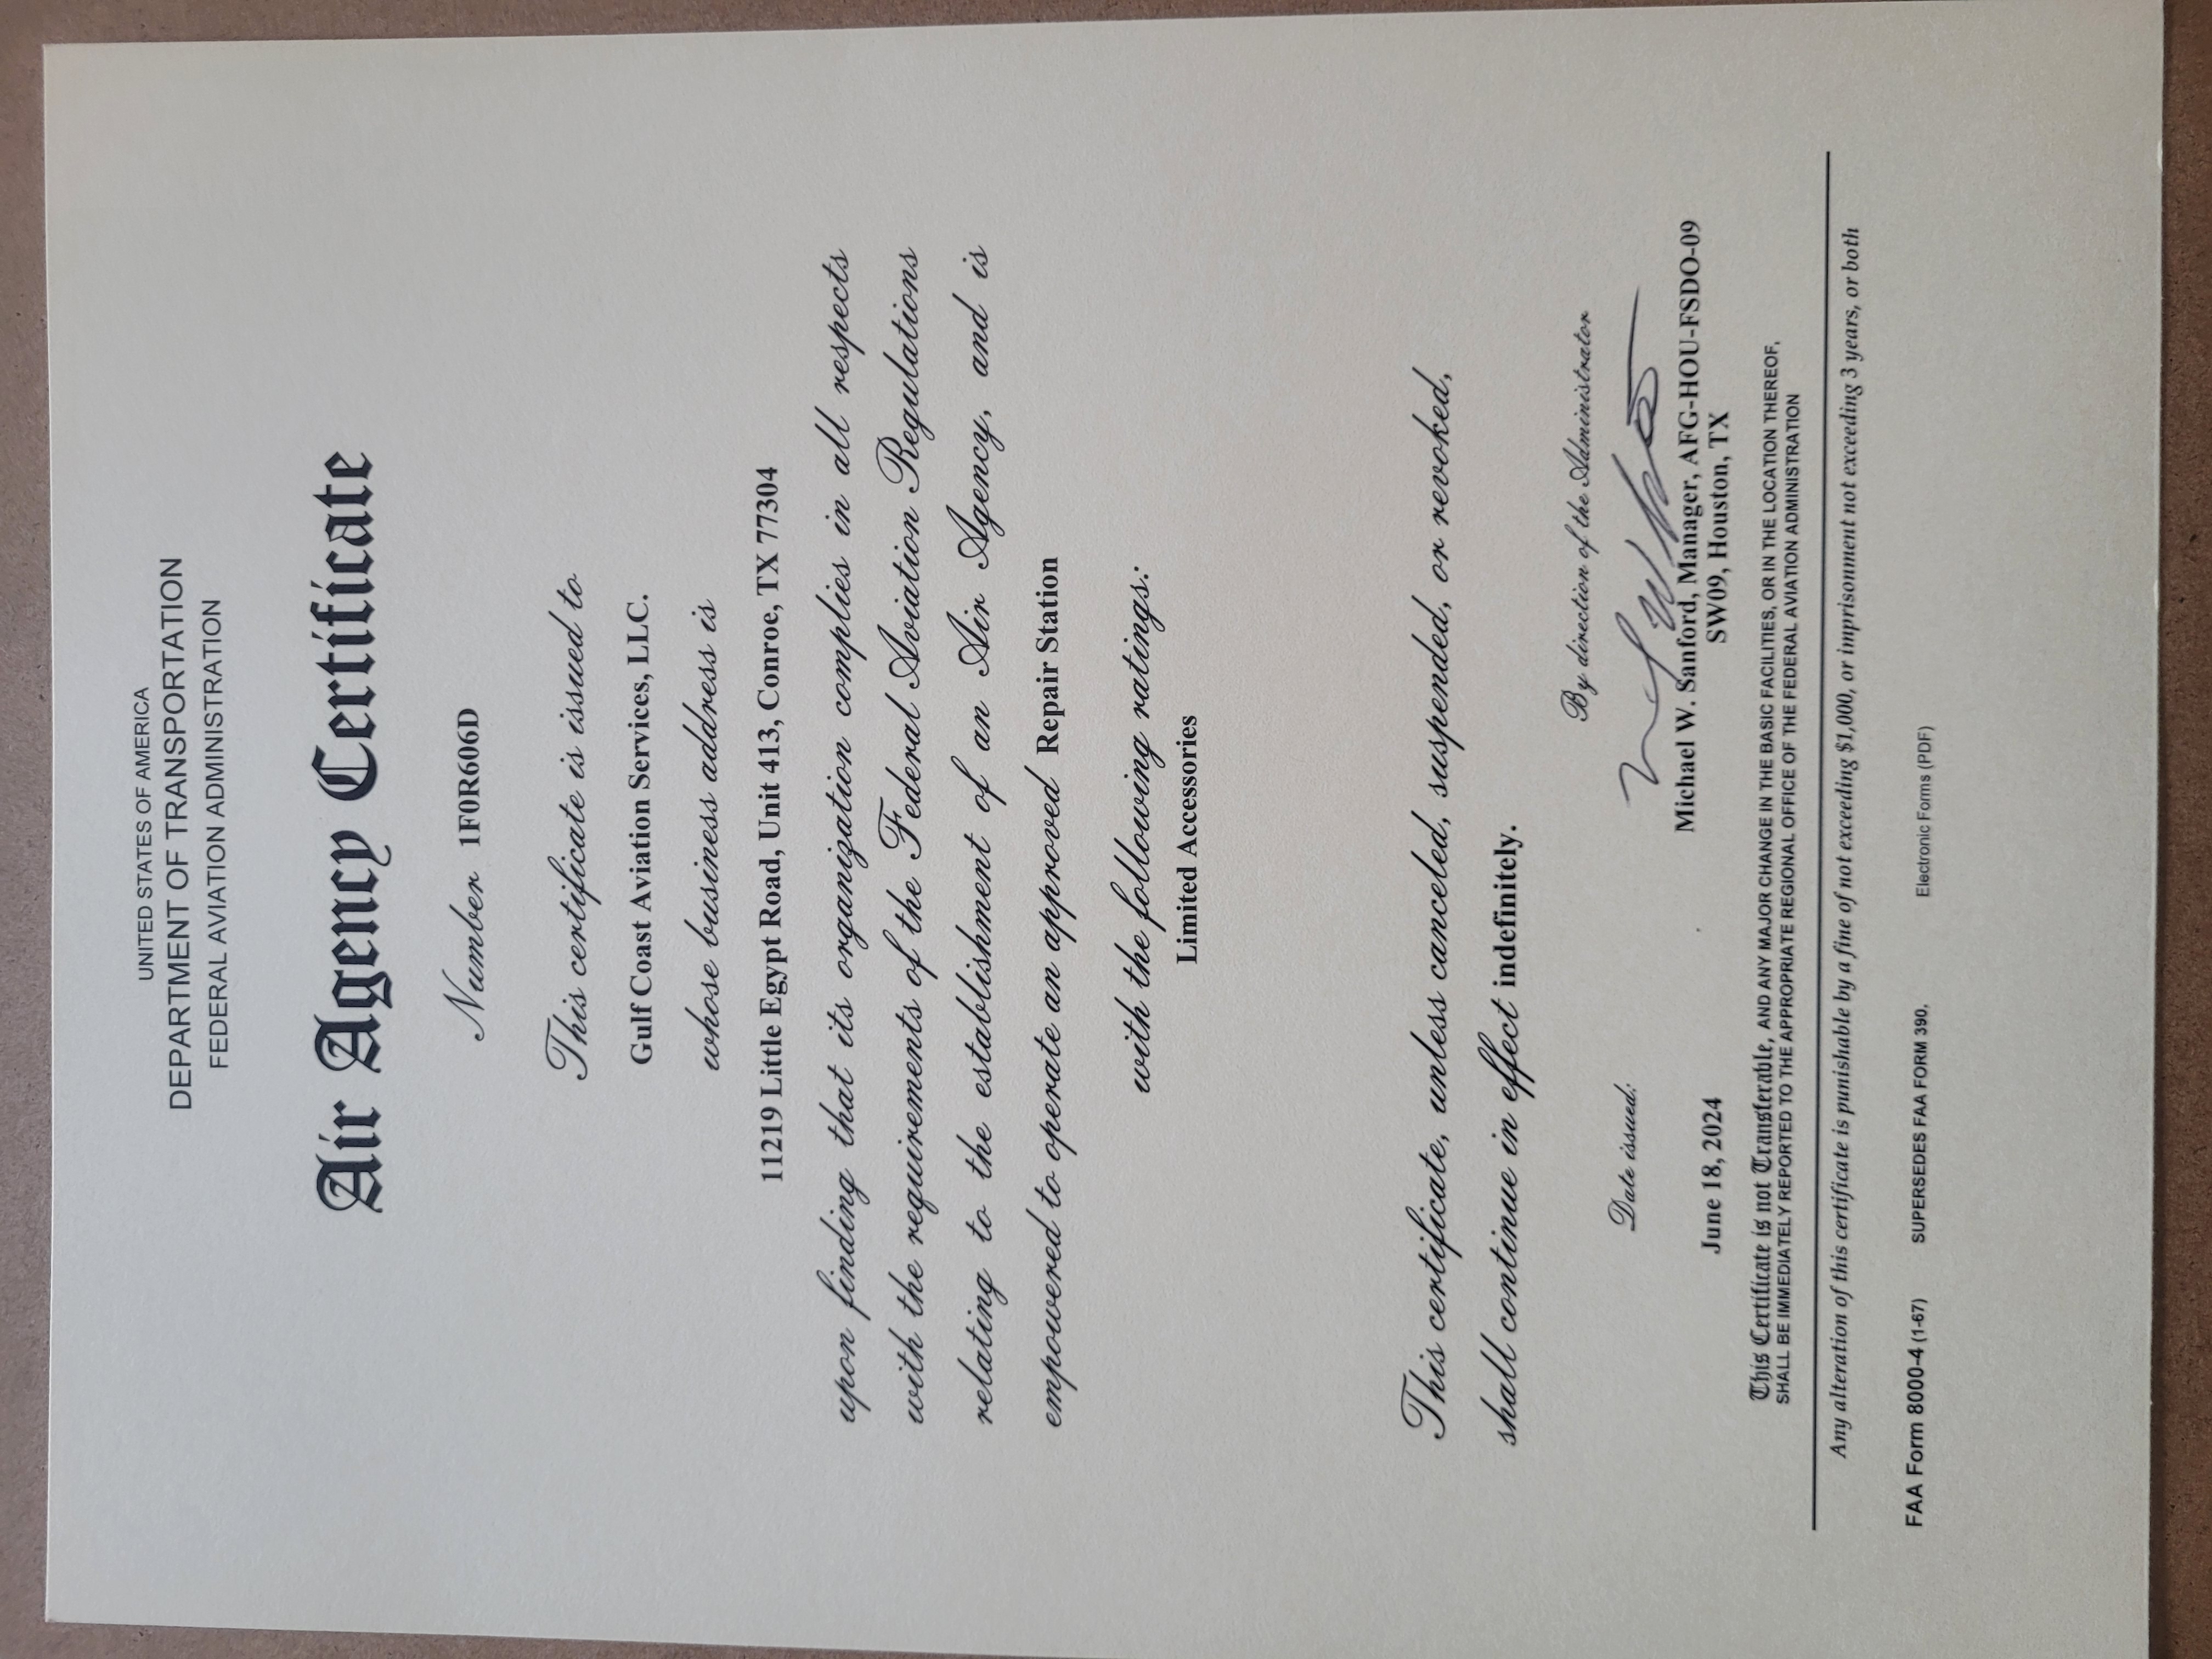 UNITED STATES OF AMERICA
DEPARTMENT OF TRANSPORTATION
FEDERAL AVIATION ADMINISTRATION
Air Agency Certificate
Number 1F0R606D
This certificate is issued to
Gulf Coast Aviation Services, LLC.
whose business address is
11219 Little Egypt Road, Unit 413, Conroe, TX 77304
upon finding that its organization complies in all respects
with the requirements of the Federal Aviation Regulations
relating to the establishment of an Air Agency, and is
empowered to operate an approved Repair Station
with the following ratings:
Limited Accessories
This certificate, unless canceled, suspended, or revoked,
shall continue in effect indefinitely.
By direction of the Administrator
Date issued:
Michael W. Sanford, Manager, AFG-HOU-FSDO-09
June 18, 2024
SW09, Houston, TX
This Certificate is not Transferable, AND ANY MAJOR CHANGE IN THE BASIC FACILITIES, OR IN THE LOCATION THEREOF,
SHALL BE IMMEDIATELY REPORTED TO THE APPROPRIATE REGIONAL OFFICE OF THE FEDERAL AVIATION ADMINISTRATION
Any alteration of this certificate is punishable by a fine of not exceeding $1,000, or imprisonment not exceeding 3 years, or both
FAA Form 8000-4 (1-67) SUPERSEDES FAA FORM 390. Electronic Forms (PDF)